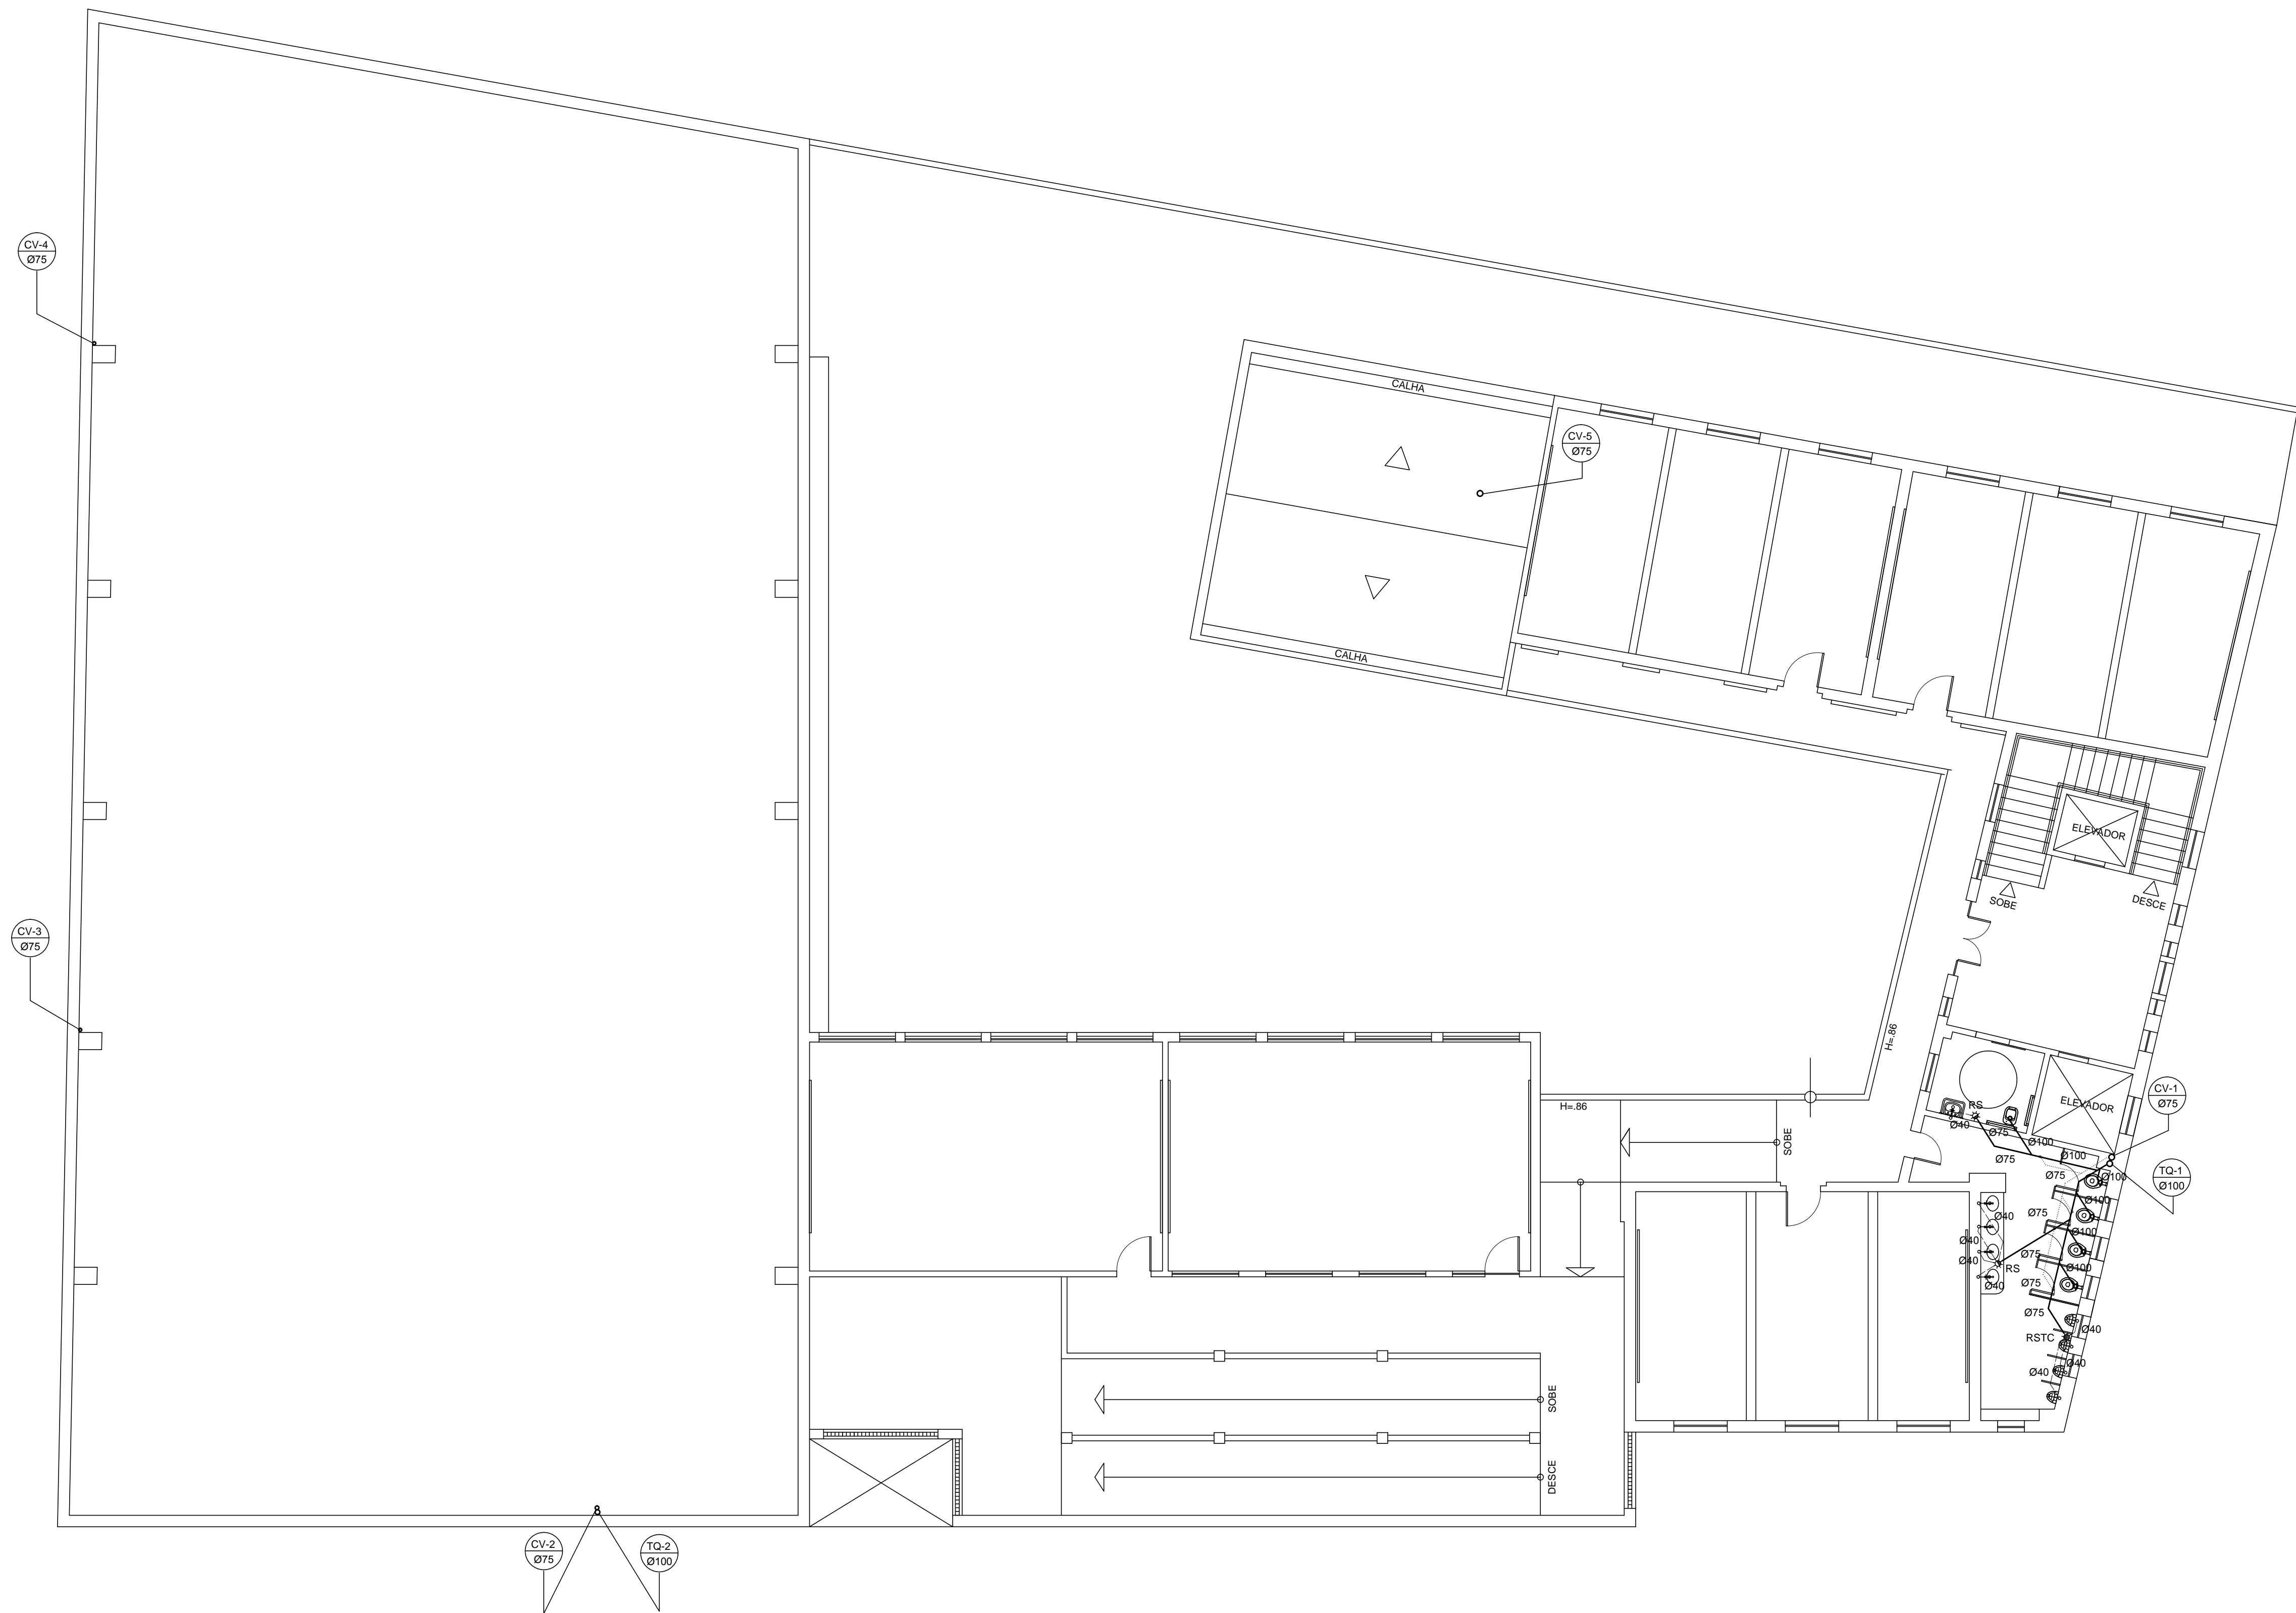 CV-4
Ø75
CALHA
CV-5
Ø75
CALHA
ELEVADOR
SOBE
DESCE
CV-3
Ø75
H=.86
H=.86
SOBE
ELEVADOR
CV-1
Ø75
RS
Ø40
Ø75
Ø100
Ø75
Ø100
Ø75
Ø100
TQ-1
Ø100
Ø100
Ø40
Ø75
Ø100
Ø40
Ø75
Ø40
RS
Ø100
Ø75
Ø40
Ø75
Ø40
RSTC
Ø40
Ø40
SOBE
DESCE
CV-2
Ø75
TQ-2
Ø100